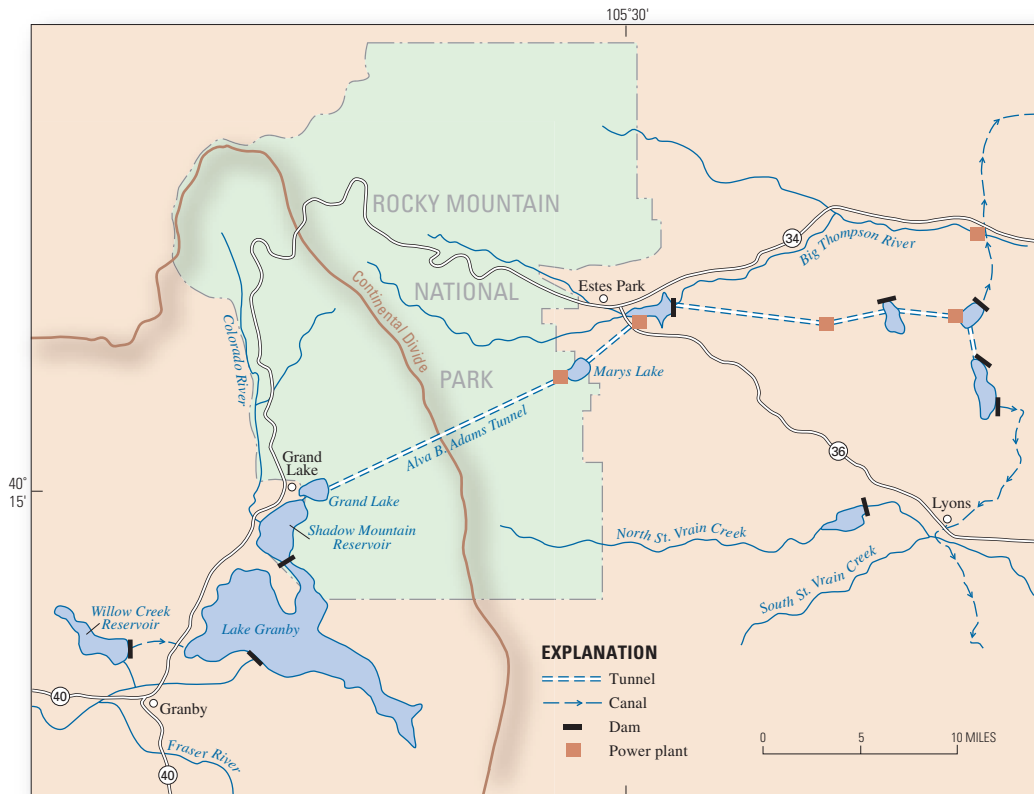 105°30'
ROCKY MOUNTAIN
NATIONAL
PARK
34
Big Thompson River
Estes Park
Continental Divide
Colorado River
Marys Lake
Alva B. Adams Tunnel
36
40°
15'
Grand
Lake
Grand Lake
Shadow Mountain
Reservoir
Lyons
North St. Vrain Creek
South St. Vrain Creek
Willow Creek
Reservoir
Lake Granby
40
Granby
Fraser River
40
EXPLANATION
Tunnel
Canal
Dam
Power plant
0 5 10 MILES